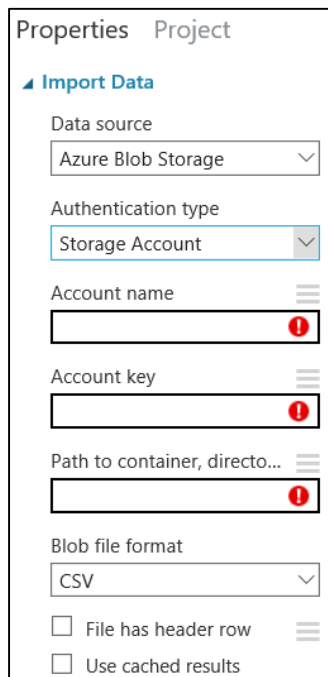 Properties Project
Import Data
Data source
Azure Blob Storage
Authentication type
Storage Account
Account name
Account key
Path to container, directo...
Blob file format
CSV
File has header row
Use cached results